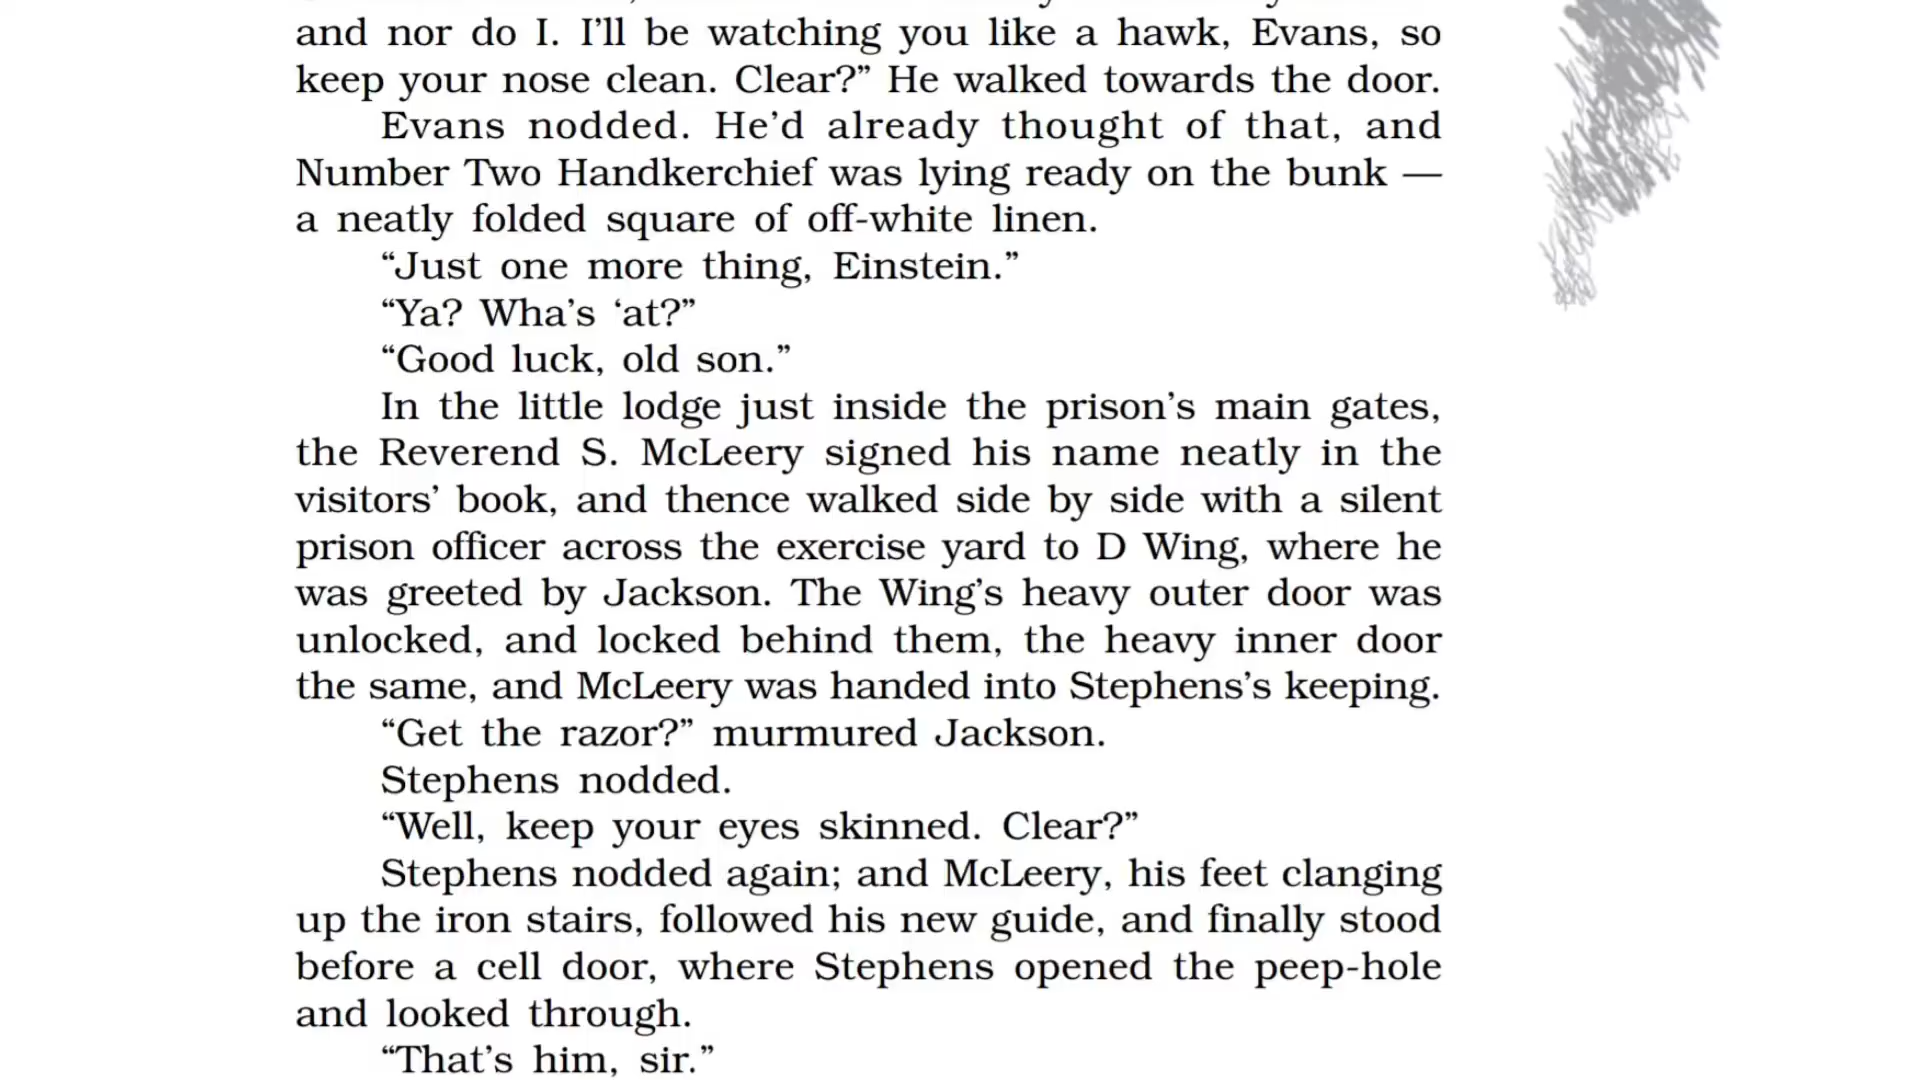 and nor do I. I’ll be watching you like a hawk, Evans, so
keep your nose clean. Clear?” He walked towards the door.
Evans nodded. He’d already thought of that, and
Number Two Handkerchief was lying ready on the bunk —
a neatly folded square of off-white linen.
“Just one more thing, Einstein.”
“Ya? Wha’s ‘at?”
“Good luck, old son.”
In the little lodge just inside the prison’s main gates,
the Reverend S. McLeery signed his name neatly in the
visitors’ book, and thence walked side by side with a silent
prison officer across the exercise yard to D Wing, where he
was greeted by Jackson. The Wing’s heavy outer door was
unlocked, and locked behind them, the heavy inner door
the same, and McLeery was handed into Stephens’s keeping.
“Get the razor?” murmured Jackson.
Stephens nodded.
“Well, keep your eyes skinned. Clear?”
Stephens nodded again; and McLeery, his feet clanging
up the iron stairs, followed his new guide, and finally stood
before a cell door, where Stephens opened the peep-hole
and looked through.
“That’s him, sir.”